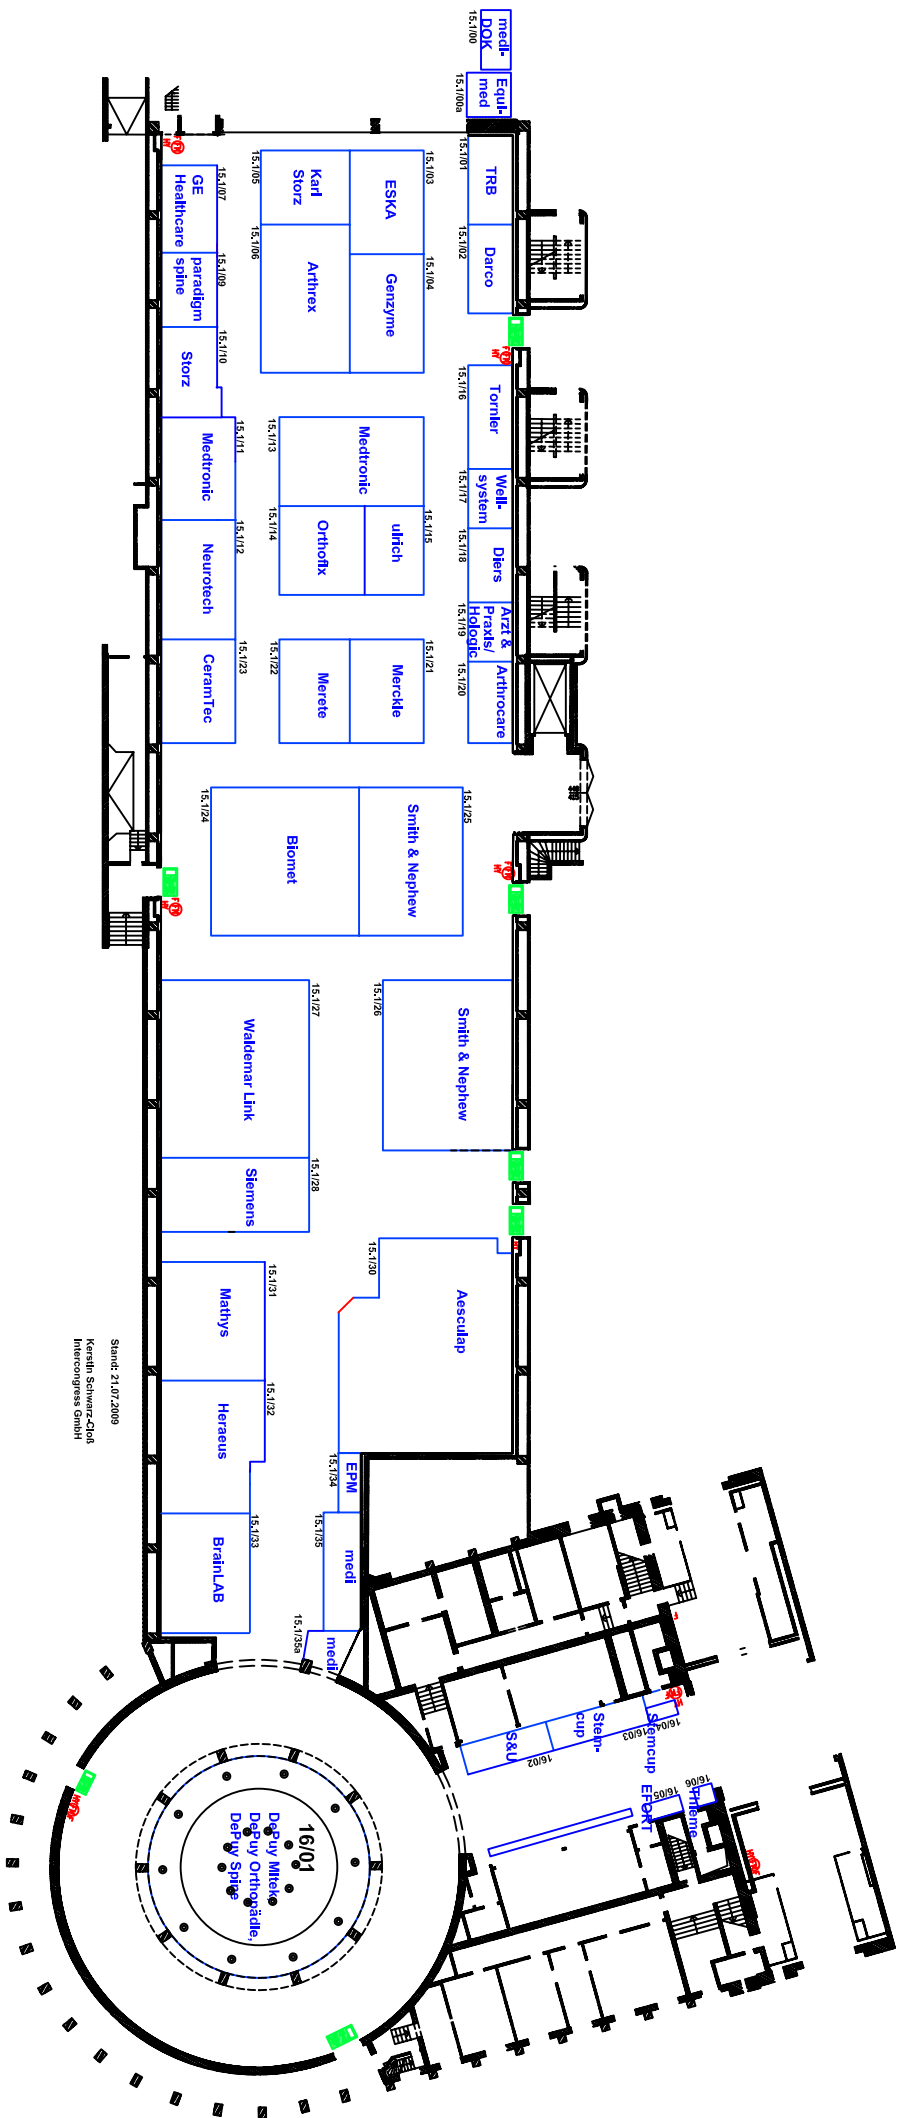 medi-
DOK
15.1/00
Equi-
med
15.1/00a
TRB
15.1/01
Darco
15.1/02
ESKA
15.1/03
Genzyme
15.1/04
Karl
Storz
15.1/05
Arthrex
15.1/06
GE
Healthcare
15.1/07
paradigm
spine
15.1/09
Storz
15.1/10
Medtronic
15.1/11
Neurotech
15.1/12
Medtronic
15.1/13
Orthofix
15.1/14
ulrich
15.1/15
Tornier
15.1/16
Well-
system
15.1/17
Diers
15.1/18
Arzt &
Praxis/
Hologic
15.1/19
Arthrocare
15.1/20
Merckle
15.1/21
Merete
15.1/22
CeramTec
15.1/23
Biomet
15.1/24
Smith & Nephew
15.1/25
Smith & Nephew
15.1/26
Waldemar Link
15.1/27
Siemens
15.1/28
Aesculap
15.1/30
Mathys
15.1/31
Heraeus
15.1/32
BrainLAB
15.1/33
EPM
15.1/34
medi
15.1/35
medi
15.1/35a
Stand: 21.07.2009
Kerstin Schwarz-Cloß
Intercongress GmbH
16/01
DePuy Mitek,
DePuy Orthopädie,
DePuy Spine
S&U
16/02
Stem-
cup
16/03
Stemcup
16/04
EFORT
16/05
Thieme
16/06